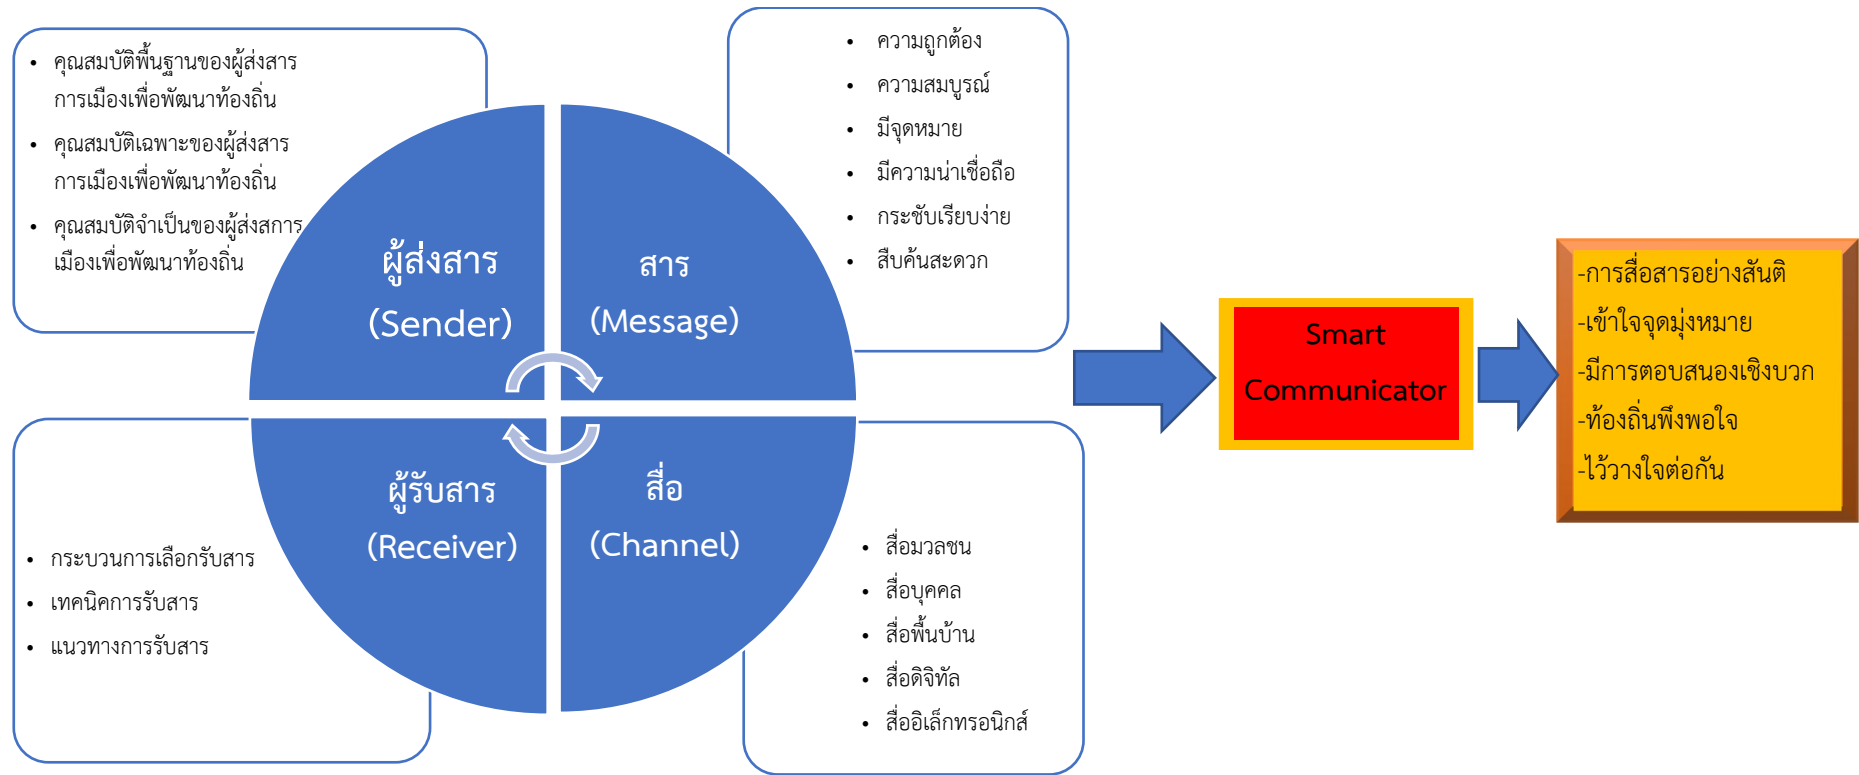 • คุณสมบัติพื้นฐานของผู้ส่งสาร
การเมืองเพื่อพัฒนาท้องถิ่น
• คุณสมบัติเฉพาะของผู้ส่งสาร
การเมืองเพื่อพัฒนาท้องถิ่น
• คุณสมบัติจำเป็นของผู้ส่งสการ
เมืองเพื่อพัฒนาท้องถิ่น
ผู้ส่งสาร
(Sender)
• ความถูกต้อง
• ความสมบูรณ์
• มีจุดหมาย
• มีความน่าเชื่อถือ
• กระชับเรียบง่าย
• สืบค้นสะดวก
สาร
(Message)
• กระบวนการเลือกรับสาร
• เทคนิคการรับสาร
• แนวทางการรับสาร
ผู้รับสาร
(Receiver)
สื่อ
(Channel)
• สื่อมวลชน
• สื่อบุคคล
• สื่อพื้นบ้าน
• สื่อดิจิทัล
• สื่ออิเล็กทรอนิกส์
Smart
Communicator
-การสื่อสารอย่างสันติ
-เข้าใจจุดมุ่งหมาย
-มีการตอบสนองเชิงบวก
-ท้องถิ่นพึงพอใจ
-ไว้วางใจต่อกัน